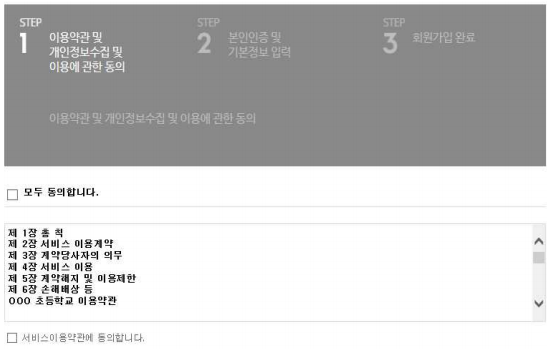 STEP
1 이용약관 및
개인정보수집 및
이용에 관한 동의
STEP
2 본인인증 및
기본정보 입력
STEP
3 회원가입 완료
이용약관 및 개인정보수집 및 이용에 관한 동의
모두 동의합니다.
제 1장 총 칙
제 2장 서비스 이용계약
제 3장 계약당사자의 의무
제 4장 서비스 이용
제 5장 계약해지 및 이용제한
제 6장 손해배상 등
OOO 초등학교 이용약관
서비스이용약관에 동의합니다.